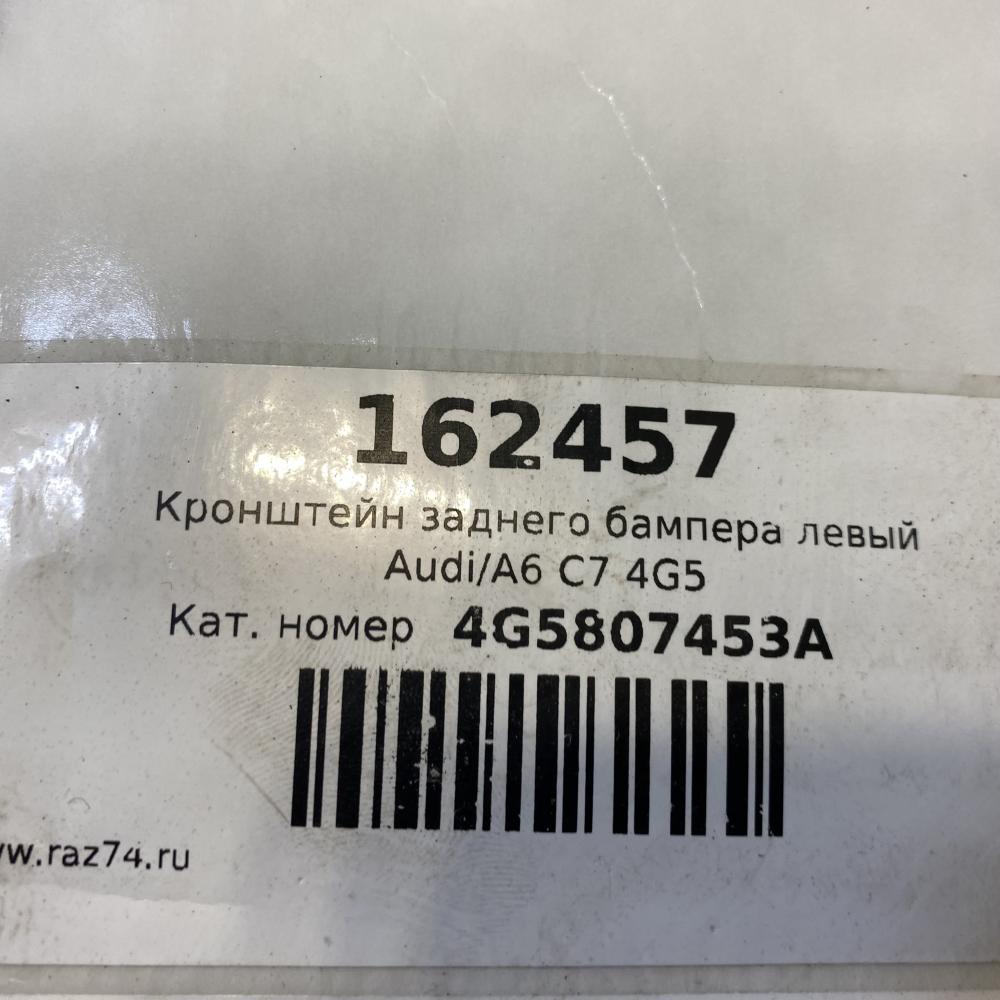 162457
Кронштейн заднего бампера левый
Audi/A6 C7 4G5
Кат. номер 4G5807453A
w.raz74.ru